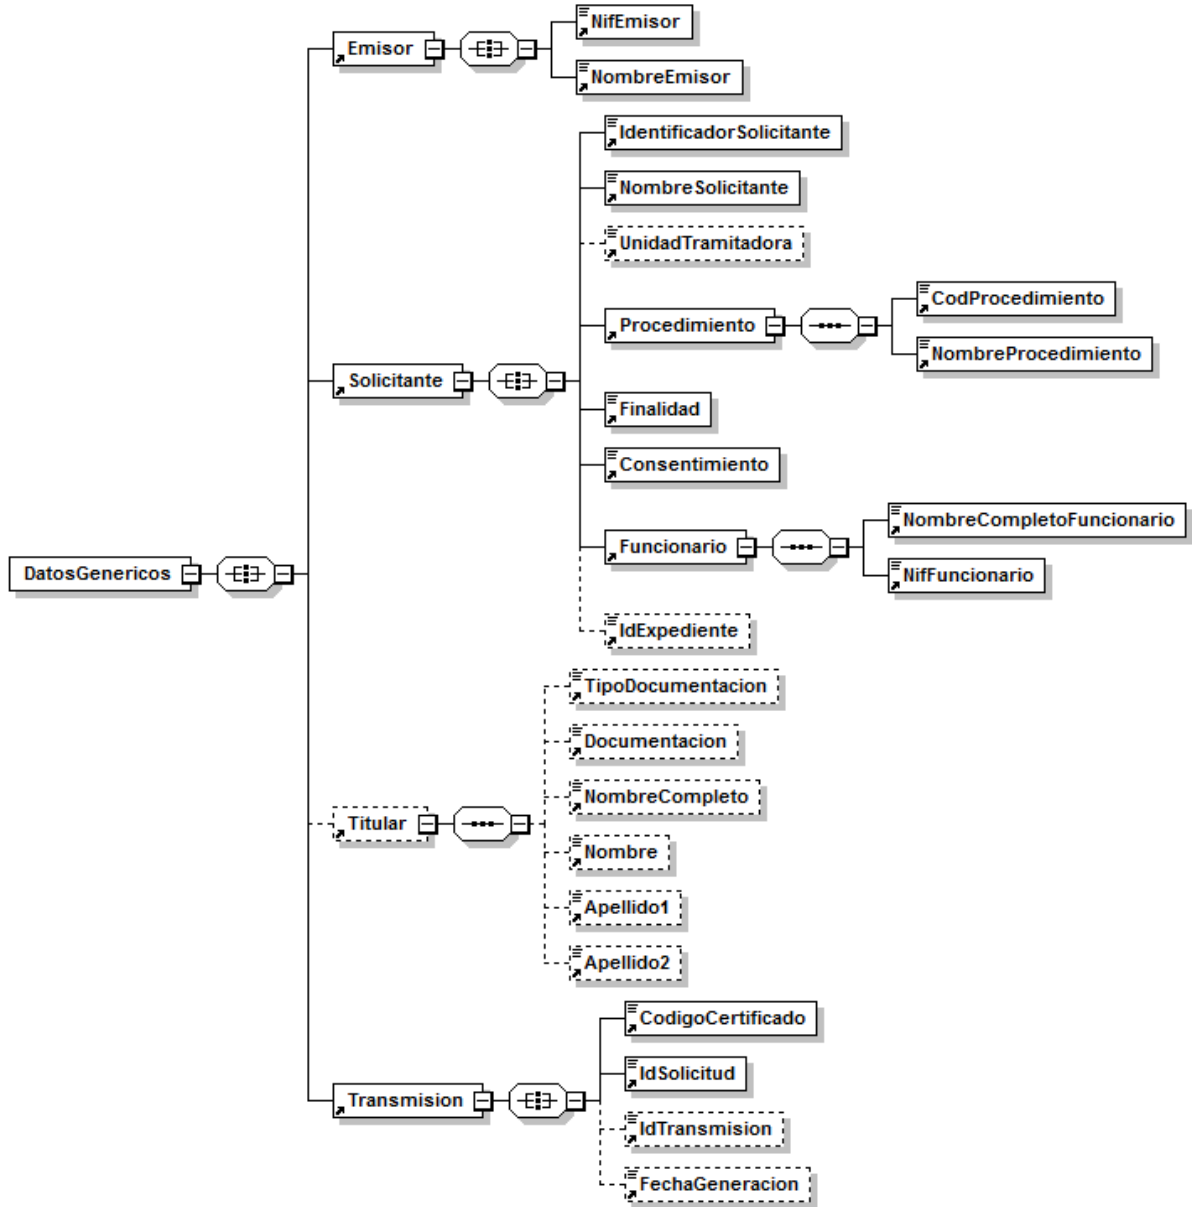 NifEmisor
Emisor
NombreEmisor
IdentificadorSolicitante
NombreSolicitante
UnidadTramitadora
CodProcedimiento
Procedimiento
NombreProcedimiento
Solicitante
Finalidad
Consentimiento
NombreCompletoFuncionario
Funcionario
NifFuncionario
DatosGenericos
IdExpediente
TipoDocumentacion
Documentacion
NombreCompleto
Titular
Nombre
Apellido1
Apellido2
CodigoCertificado
IdSolicitud
Transmision
IdTransmision
FechaGeneracion